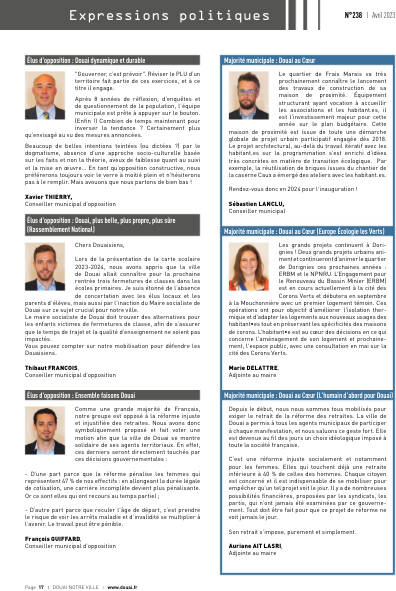 Expressions politiques
N°238 | Avril 2023
Élus d'opposition : Douai dynamique et durable
"Gouverner, c'est prévoir". Réviser le PLU d'un
territoire fait partie de ces devoirs, et à ce
titre il engage.
Après 8 années de réflexion, d'enquêtes et
de questionnement de la population, l'équipe
municipale est prête à appuyer sur le bouton.
(Enfin !) Combien de temps maintenant pour
inverser la tendance ? Certainement plus
qu'envisagé au vu des mesures annoncées.
Beaucoup de belles intentions teintées (ou dictées ?) par le
dogmatisme, absence d'une approche socio-culturelle basée
sur les faits et non la théorie, aveux de faiblesse quant au suivi
et la mise en œuvre... En tant qu'opposition constructive, nous
préférerons toujours voir le verre à moitié plein et n'hésiterons
pas à le remplir. Mais avouons que nous partons de bien bas !
Xavier THIERRY,
Conseiller municipal d'opposition
Élus d'opposition : Douai, plus belle, plus propre, plus sûre
(Rassemblement National)
Chers Douaisiens,
Lors de la présentation de la carte scolaire
2023-2024, nous avons appris que la ville
de Douai allait connaître pour la prochaine
rentrée trois fermetures de classes dans les
écoles primaires. Je suis étonné de l'absence
de concertation avec les élus locaux et les
parents d'élèves, mais aussi par l'inaction du Maire socialiste de
Douai sur ce sujet crucial pour notre ville.
Le maire socialiste de Douai doit trouver des alternatives pour
les enfants victimes de fermetures de classe, afin de s'assurer
que le temps de trajet et la qualité d'enseignement ne soient pas
impactés.
Vous pouvez compter sur notre mobilisation pour défendre les
Douaisiens.
Thibaut FRANCOIS,
Conseiller municipal d'opposition
Élus d'opposition : Ensemble faisons Douai
Comme une grande majorité de Français,
notre groupe est opposé à la réforme injuste
et injustifiée des retraites. Nous avons donc
symboliquement proposé et fait voter une
motion afin que la ville de Douai se montre
solidaire de ses agents territoriaux. En effet,
ces derniers seront directement touchés par
ces décisions gouvernementales :
- D'une part parce que la réforme pénalise les femmes qui
représentent 47 % de nos effectifs : en allongeant la durée légale
de cotisation, une carrière incomplète devient plus pénalisante.
Or ce sont elles qui ont recours au temps partiel ;
- D'autre part parce que reculer l'âge de départ, c'est prendre
le risque de voir les arrêts maladie et d'invalidité se multiplier à
l'avenir. Le travail peut être pénible.
François GUIFFARD,
Conseiller municipal d'opposition
Majorité municipale : Douai au Cœur
Le quartier de Frais Marais va très
prochainement connaître le lancement
des travaux de construction de sa
maison de proximité. Équipement
structurant ayant vocation à accueillir
les associations et les habitant.es, il
est l'investissement majeur pour cette
année sur le plan budgétaire. Cette
maison de proximité est issue de toute une démarche
globale de projet urbain participatif engagée dès 2018.
Le projet architectural, au-delà du travail itératif avec les
habitant.es sur la programmation s'est enrichi d'idées
très concrètes en matière de transition écologique. Par
exemple, la réutilisation de briques issues du chantier de
la caserne Caux a émergé des ateliers avec les habitant.es.
Rendez-vous donc en 2024 pour l'inauguration !
Sébastien LANCLU,
Conseiller municipal
Majorité municipale : Douai au Cœur (Europe Écologie les Verts)
Les grands projets continuent à Dori-
gnies ! Deux grands projets urbains ani-
ment et continueront d'animer le quartier
de Dorignies ces prochaines années :
ERBM et le NPNRU. L'Engagement pour
le Renouveau du Bassin Minier (ERBM)
est en cours actuellement à la cité des
Corons Verts et débutera en septembre
à la Mouchonnière avec un premier logement témoin. Ces
opérations ont pour objectif d'améliorer l'isolation ther-
mique et d'adapter les logements aux nouveaux usages des
habitant•es tout en préservant les spécificités des maisons
de corons. L'habitant•e est au cœur des décisions en ce qui
concerne l'aménagement de son logement et prochaine-
ment, l'espace public, avec une consultation en mai sur la
cité des Corons Verts.
Marie DELATTRE,
Adjointe au maire
Majorité municipale : Douai au Cœur (L'humain d'abord pour Douai)
Depuis le début, nous nous sommes tous mobilisés pour
exiger le retrait de la réforme des retraites. La ville de
Douai a permis à tous les agents municipaux de participer
à chaque manifestation, et nous saluons ce geste fort. Elle
est devenue au fil des jours un choix idéologique imposé à
toute la société française.
C'est une réforme injuste socialement et notamment
pour les femmes. Elles qui touchent déjà une retraite
inférieure à 40 % de celles des hommes. Chaque citoyen
est concerné et il est indispensable de se mobiliser pour
empêcher qu'un tel projet voit le jour. Il y a de nombreuses
possibilités financières, proposées par les syndicats, les
partis, qui n'ont jamais été examinées par ce gouverne-
ment. Tout doit être fait pour que ce projet de réforme ne
voit jamais le jour.
Son retrait s'impose, purement et simplement.
Auriane AIT LASRI,
Adjointe au maire
Page 17 | DOUAI NOTRE VILLE | www.douai.fr